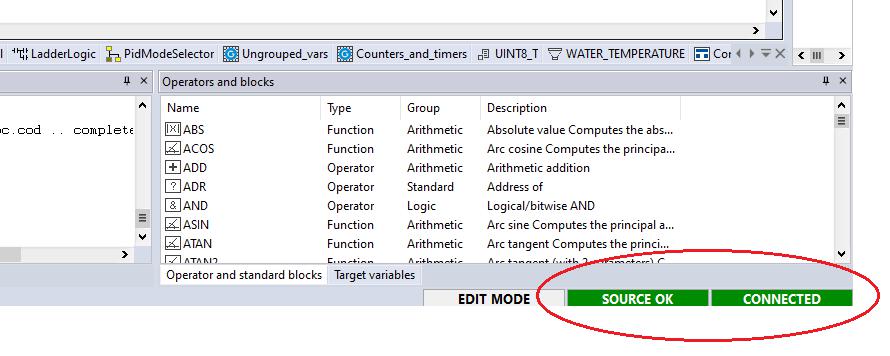 LadderLogic PidModeSelector Ungrouped_vars Counters_and_timers UINT8_T WATER_TEMPERATURE
Operators and blocks
Name Type Group Description
ABS Function Arithmetic Absolute value Computes the abs...
oc.cod .. complete
ACOS Function Arithmetic Arc cosine Computes the principa...
ADD Operator Arithmetic Arithmetic addition
ADR Operator Standard Address of
AND Operator Logic Logical/bitwise AND
ASIN Function Arithmetic Arc sine Computes the principal a...
ATAN Function Arithmetic Arc tangent Computes the princi...
ATAN2 Function Arithmetic Arc tangent (with 2 parameters) C...
Operator and standard blocks Target variables
EDIT MODE SOURCE OK CONNECTED